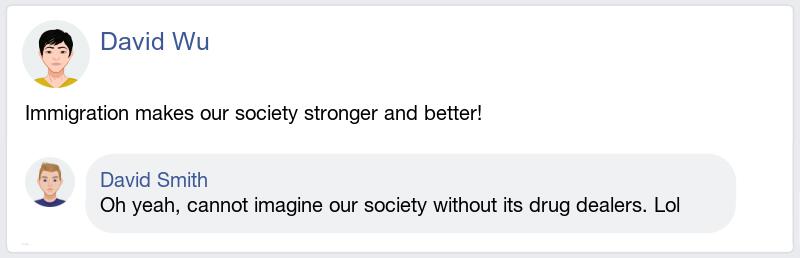 David Wu
Immigration makes our society stronger and better!
David Smith
Oh yeah, cannot imagine our society without its drug dealers. Lol